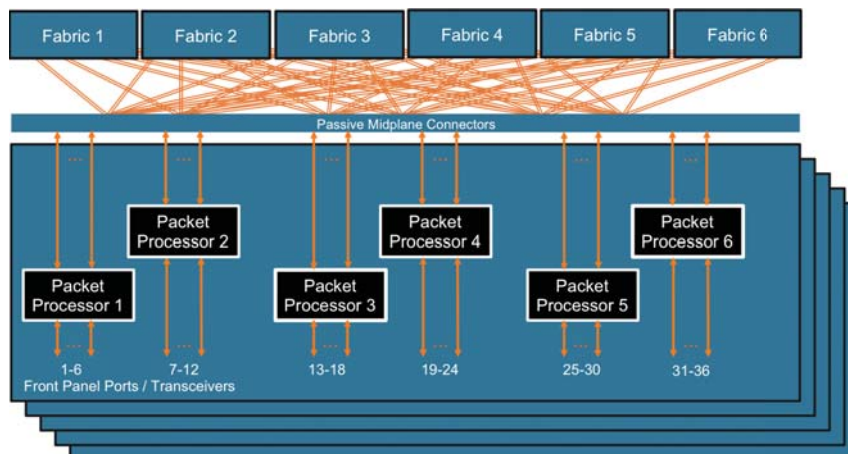 Fabric 1
Fabric 2
Fabric 3
Fabric 4
Fabric 5
Fabric 6
Passive Midplane Connectors
... ... ... ... ... ...
Packet
Processor 2
Packet
Processor 4
Packet
Processor 6
Packet
Processor 1
Packet
Processor 3
Packet
Processor 5
... ... ... ... ... ...
1-6
7-12
13-18
19-24
25-30
31-36
Front Panel Ports / Transceivers